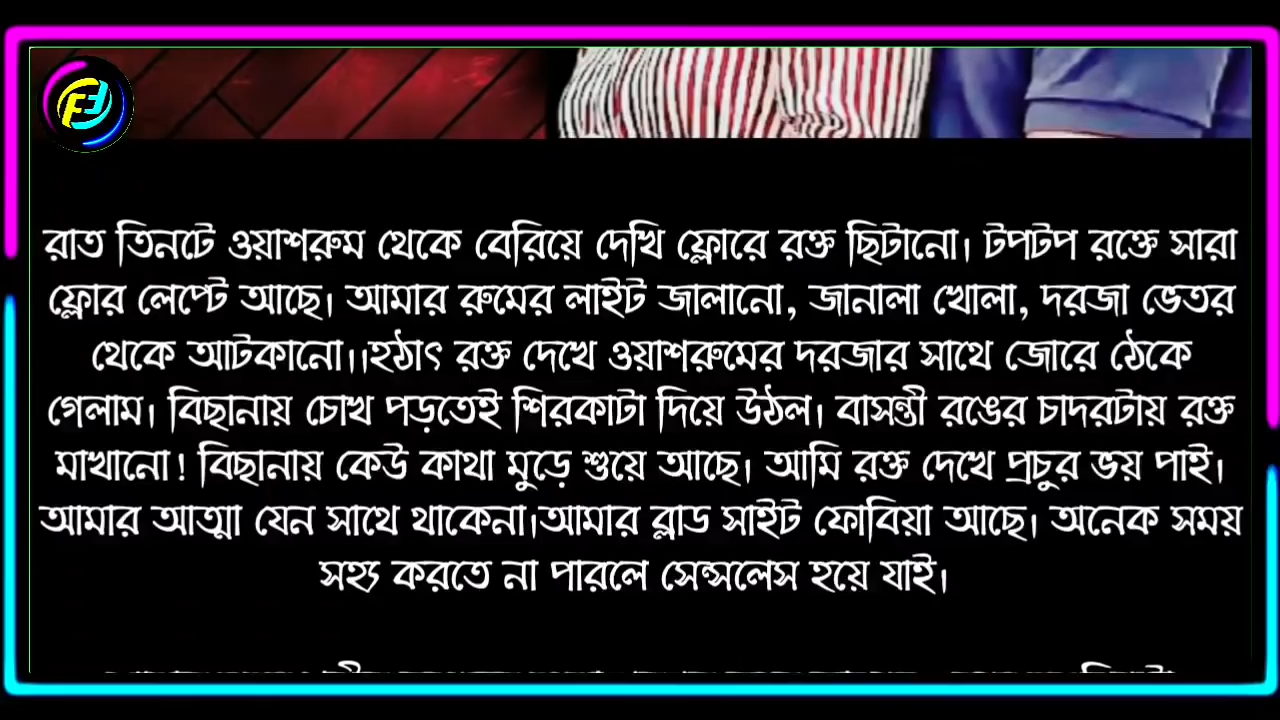 রাত তিনটে ওয়াশরুম থেকে বেরিয়ে দেখি ফ্লোরে রক্ত ছিটানো। টপটপ রক্তে সারা
ফ্লোর লেপ্টে আছে। আমার রুমের লাইট জালানো, জানালা খোলা, দরজা ভেতর
থেকে আটকানো।।হঠাৎ রক্ত দেখে ওয়াশরুমের দরজার সাথে জোরে ঠেকে
গেলাম। বিছানায় চোখ পড়তেই শিরকাটা দিয়ে উঠল। বাসন্তী রঙের চাদরটায় রক্ত
মাখানো! বিছানায় কেউ কাথা মুড়ে শুয়ে আছে। আমি রক্ত দেখে প্রচুর ভয় পাই।
আমার আত্মা যেন সাথে থাকেনা।আমার ব্লাড সাইট ফোবিয়া আছে। অনেক সময়
সহ্য করতে না পারলে সেন্সলেস হয়ে যাই।